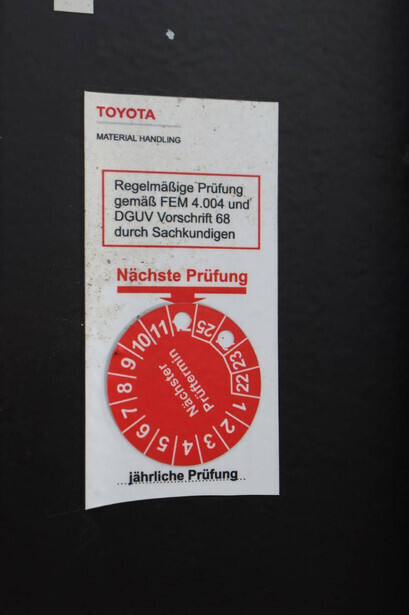 TOYOTA
MATERIAL HANDLING
Regelmäßige Prüfung
gemäß FEM 4.004 und
DGUV Vorschrift 68
durch Sachkundigen
Nächste Prüfung
1 2 3 4 5 6 7 8 9 10 11
25 23 22
Nächster
Prüftermin
jährliche Prüfung